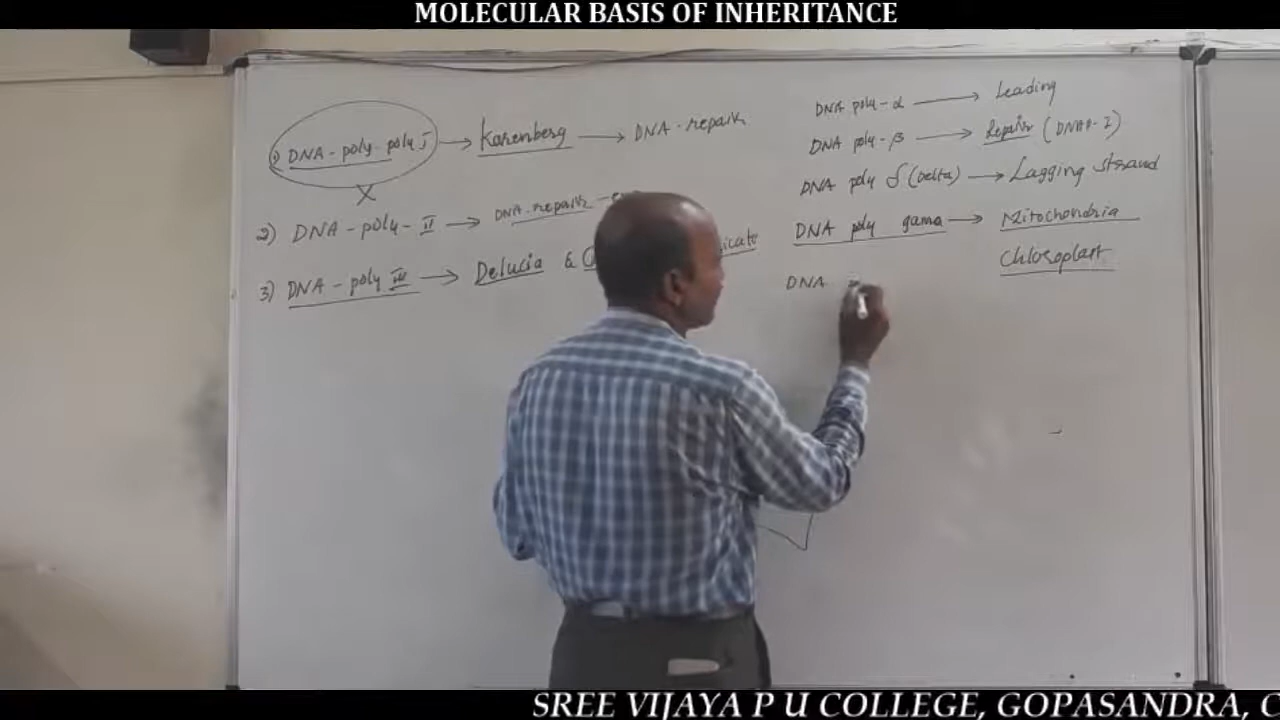 MOLECULAR BASIS OF INHERITANCE
1) DNA-poly-poly I → Karenberg → DNA-repair
X
2) DNA-poly-II → DNA-repair
3) DNA-poly III → Delucia &
DNA poly-α → Leading
DNA poly-β → Repair (DNAP-I)
DNA poly δ (Delta) → Lagging strand
DNA poly gama → Mitochondria
Chloroplast
DNA
SREE VIJAYA P U COLLEGE, GOPASANDRA, C